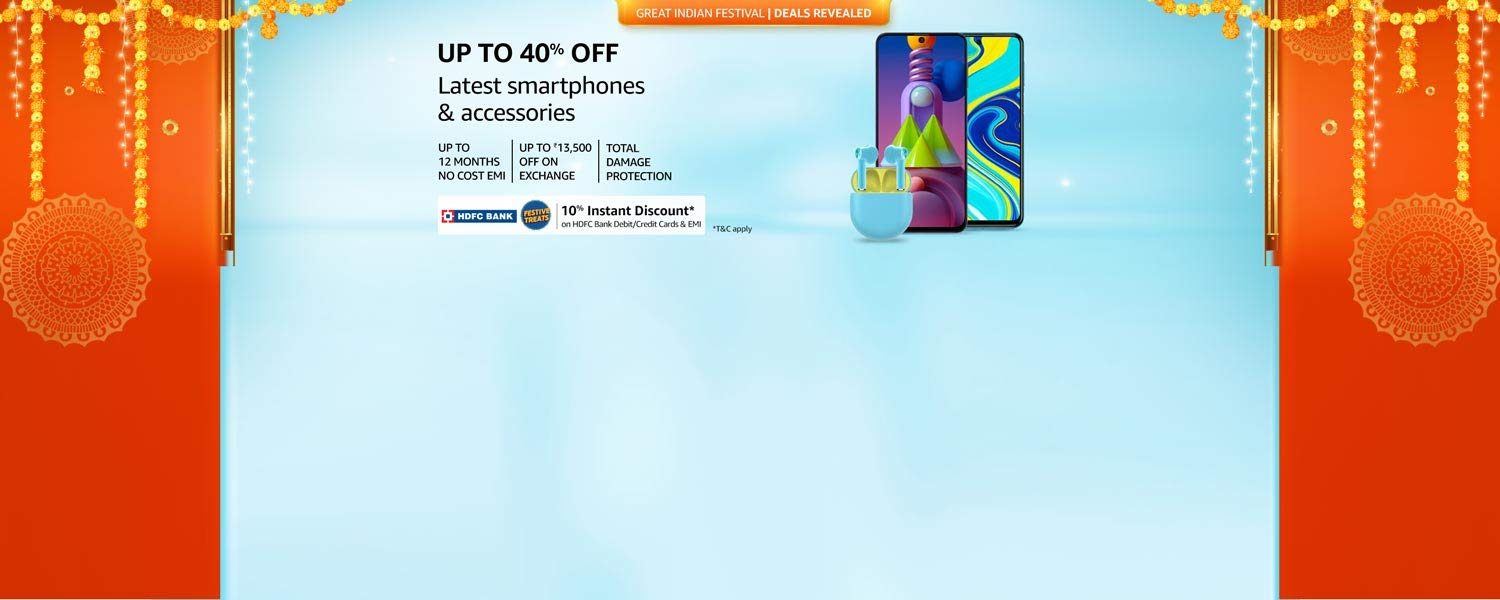 GREAT INDIAN FESTIVAL | DEALS REVEALED
UP TO 40% OFF
Latest smartphones
& accessories
UP TO
12 MONTHS
NO COST EMI
UP TO ₹13,500
OFF ON
EXCHANGE
TOTAL
DAMAGE
PROTECTION
HDFC BANK
FESTIVE
TREATS
10% Instant Discount*
on HDFC Bank Debit/Credit Cards & EMI
*T&C apply